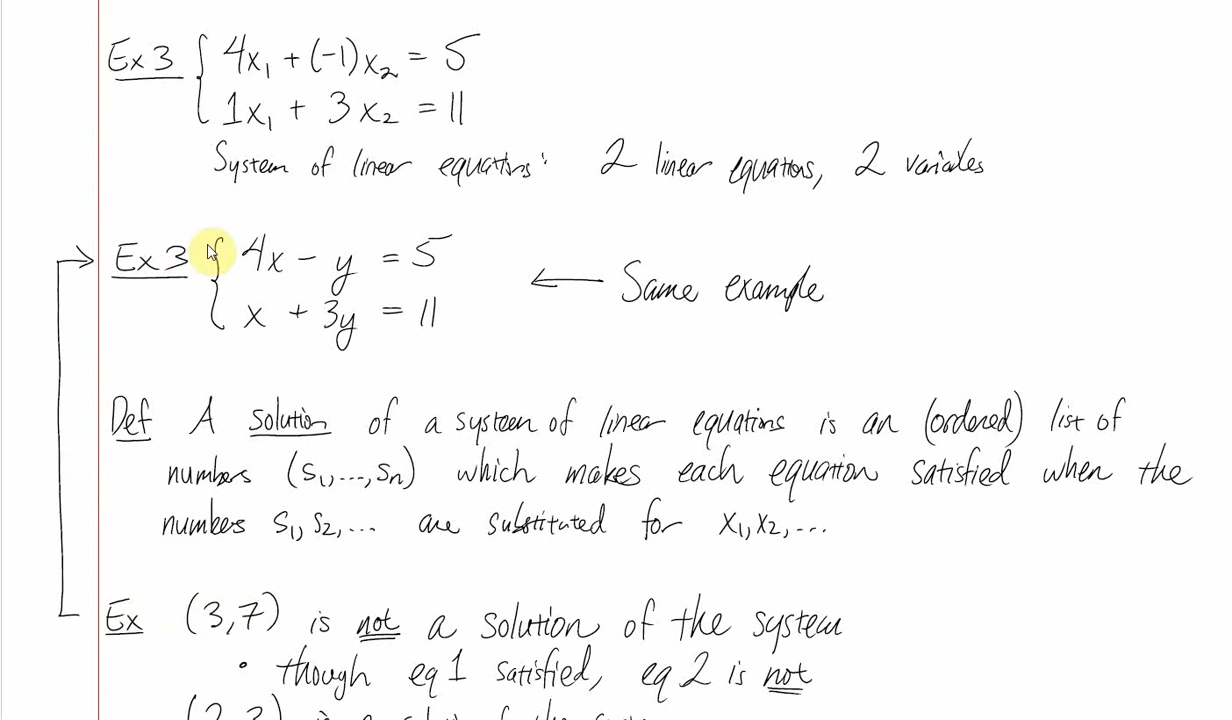 Ex 3 { 4x₁ + (-1)x₂ = 5
1x₁ + 3x₂ = 11
System of linear equations: 2 linear equations, 2 variables
Ex 3 { 4x - y = 5
x + 3y = 11
← Same example
Def A solution of a system of linear equations is an (ordered) list of
numbers (s₁, ..., sₙ) which makes each equation satisfied when the
numbers s₁, s₂, ... are substituted for x₁, x₂, ...
Ex (3,7) is not a solution of the system
• though eq 1 satisfied, eq 2 is not